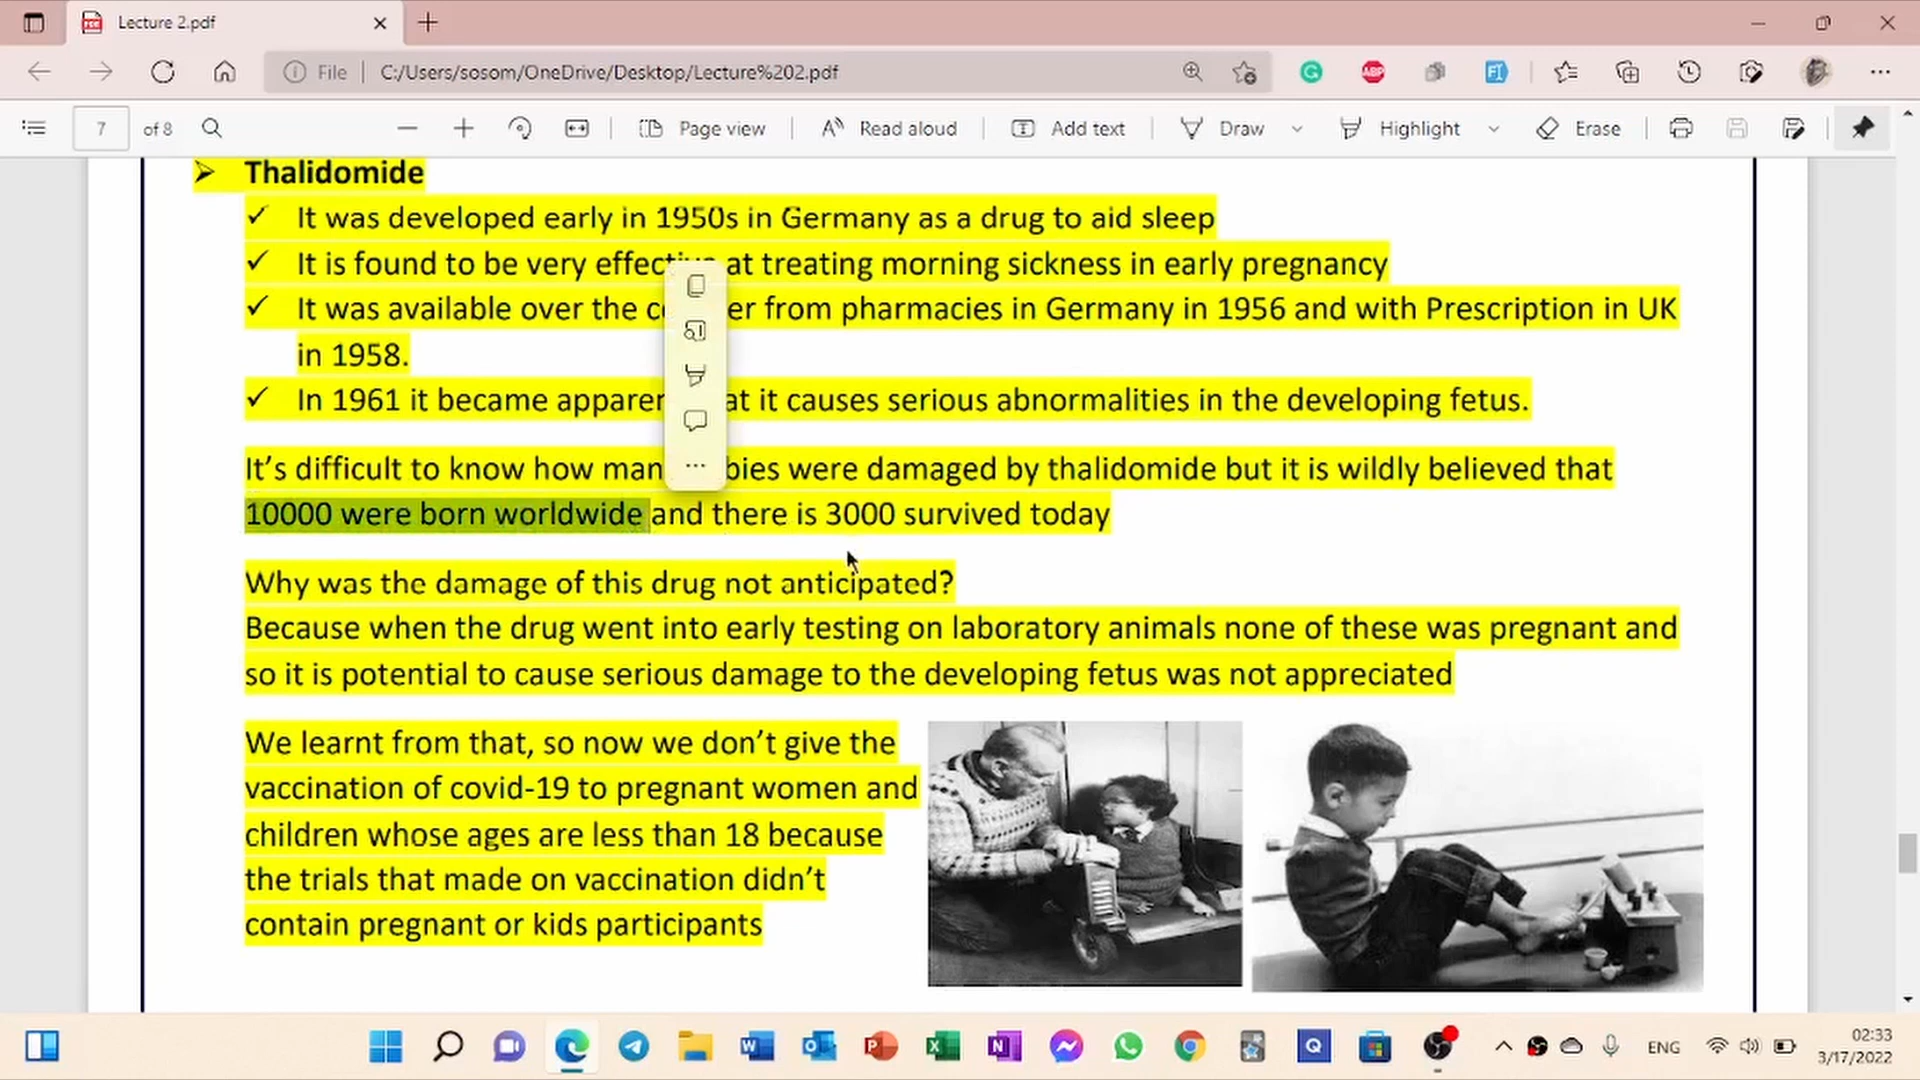 Lecture 2.pdf
File
C:/Users/sosom/OneDrive/Desktop/Lecture%202.pdf
7 of 8
Page view
Read aloud
Add text
Draw
Highlight
Erase
Thalidomide
It was developed early in 1950s in Germany as a drug to aid sleep
It is found to be very effective at treating morning sickness in early pregnancy
It was available over the er from pharmacies in Germany in 1956 and with Prescription in UK
in 1958.
In 1961 it became apparen at it causes serious abnormalities in the developing fetus.
It's difficult to know how man bies were damaged by thalidomide but it is wildly believed that
10000 were born worldwide and there is 3000 survived today
Why was the damage of this drug not anticipated?
Because when the drug went into early testing on laboratory animals none of these was pregnant and
so it is potential to cause serious damage to the developing fetus was not appreciated
We learnt from that, so now we don't give the
vaccination of covid-19 to pregnant women and
children whose ages are less than 18 because
the trials that made on vaccination didn't
contain pregnant or kids participants
ENG
02:33
3/17/2022